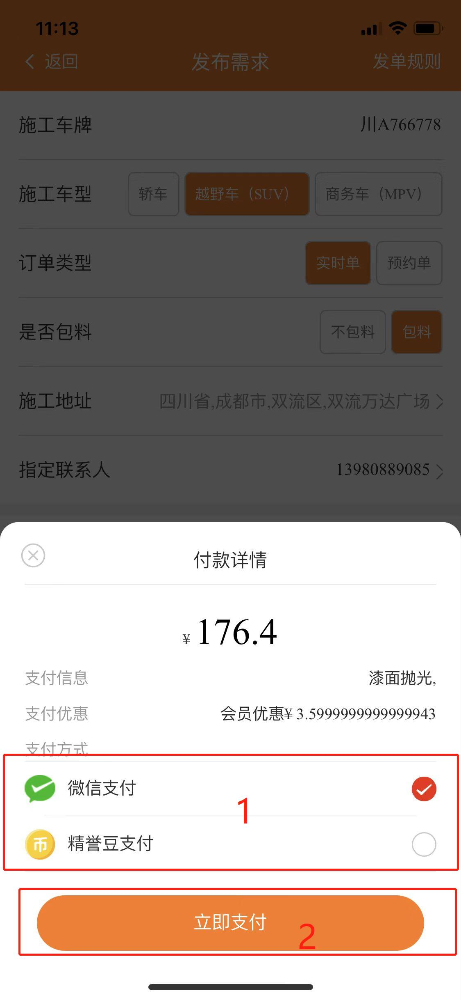 11:13
返回 发布需求 发单规则
施工车牌 川A766778
施工车型 轿车 越野车（SUV） 商务车（MPV）
订单类型 实时单 预约单
是否包料 不包料 包料
施工地址 四川省,成都市,双流区,双流万达广场
指定联系人 13980889085
付款详情
¥ 176.4
支付信息 漆面抛光,
支付优惠 会员优惠¥ 3.5999999999999943
支付方式
微信支付
1
币 精誉豆支付
立即支付
2